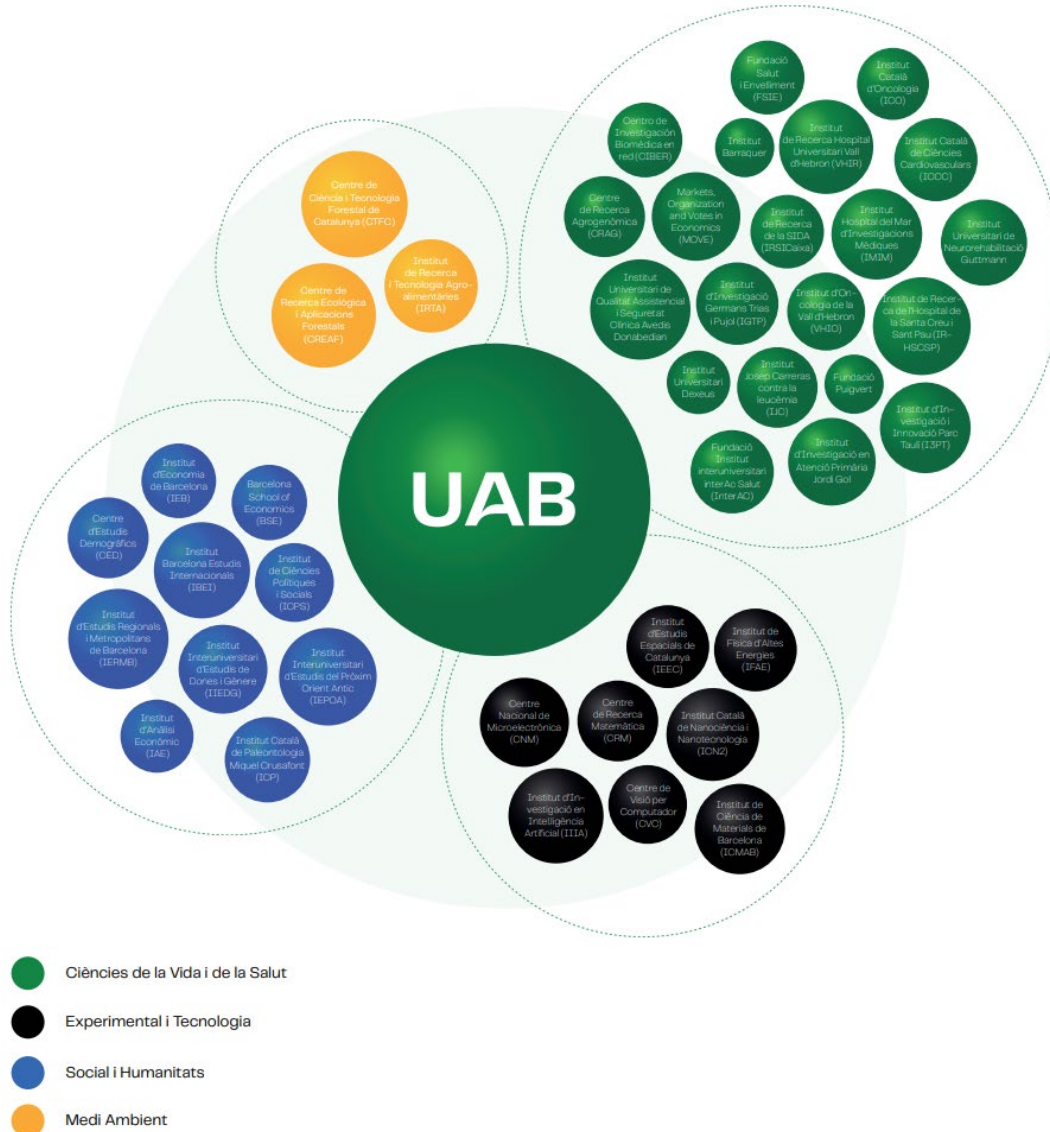 Fundació
Salut
i Envelliment
(FSIE)
Institut
Català
d'Oncologia
(ICO)
Centro de
Investigación
Biomèdica en
red (CIBER)
Institut
Barraquer
Institut
de Recerca Hospital
Universitari Vall
d'Hebron (VHIR)
Institut Català
de Ciències
Cardiovasculars
(ICCC)
Centre
de Recerca
Agrogenòmica
(CRAG)
Markets,
Organization
and Votes in
Economics
(MOVE)
Institut
de Recerca
de la SIDA
(IRSICaixa)
Institut
Hospital del Mar
d'Investigacions
Mèdiques
(IMIM)
Institut
Universitari de
Neurorehabilitació
Guttmann
Institut
Universitari de
Qualitat Assistencial
i Seguretat
Clínica Avedis
Donabedian
Institut
d'Investigació
Germans Trias
i Pujol (IGTP)
Institut d'On-
cologia de la
Vall d'Hebron
(VHIO)
Institut de Recer-
ca de l'Hospital de
la Santa Creu i
Sant Pau (IR-
HSCSP)
Institut
Universitari
Dexeus
Institut
Josep Carreras
contra la
leucèmia
(IJC)
Fundació
Puigvert
Institut d'In-
vestigació i
Innovació Parc
Taulí (I3PT)
Fundació
Institut
interuniversitari
interAc Salut
(InterAC)
Institut
d'Investigació en
Atenció Primària
Jordi Gol
Centre de
Ciència i Tecnologia
Forestal de
Catalunya (CTFC)
Institut
de Recerca
i Tecnologia Agro-
alimentàries
(IRTA)
Centre de
Recerca Ecològica
i Aplicacions
Forestals
(CREAF)
UAB
Institut
d'Economia
de Barcelona
(IEB)
Barcelona
School of
Economics
(BSE)
Centre
d'Estudis
Demogràfics
(CED)
Institut
Barcelona Estudis
Internacionals
(IBEI)
Institut
de Ciències
Polítiques
i Socials
(ICPS)
Institut
d'Estudis Regionals
i Metropolitans
de Barcelona
(IERMB)
Institut
Interuniversitari
d'Estudis de
Dones i Gènere
(IIEDG)
Institut
Interuniversitari
d'Estudis del Pròxim
Orient Antic
(IEPOA)
Institut
d'Anàlisi
Econòmic
(IAE)
Institut Català
de Paleontologia
Miquel Crusafont
(ICP)
Institut
d'Estudis
Espacials de
Catalunya
(IEEC)
Institut de
Física d'Altes
Energies
(IFAE)
Centre
Nacional de
Microelectrònica
(CNM)
Centre
de Recerca
Matemàtica
(CRM)
Institut Català
de Nanociència i
Nanotecnologia
(ICN2)
Institut d'In-
vestigació en
Intel·ligència
Artificial (IIIA)
Centre de
Visió per
Computador
(CVC)
Institut de
Ciència de
Materials de
Barcelona
(ICMAB)
Ciències de la Vida i de la Salut
Experimental i Tecnologia
Social i Humanitats
Medi Ambient